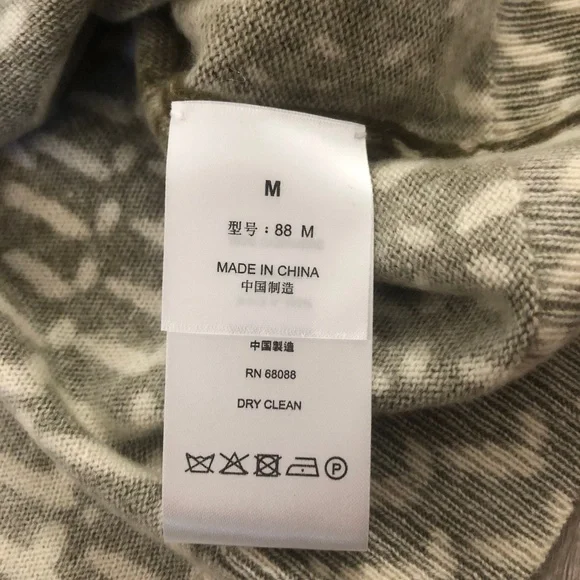 M
型号：88 M
MADE IN CHINA
中国制造
中国製造
RN 68088
DRY CLEAN
P